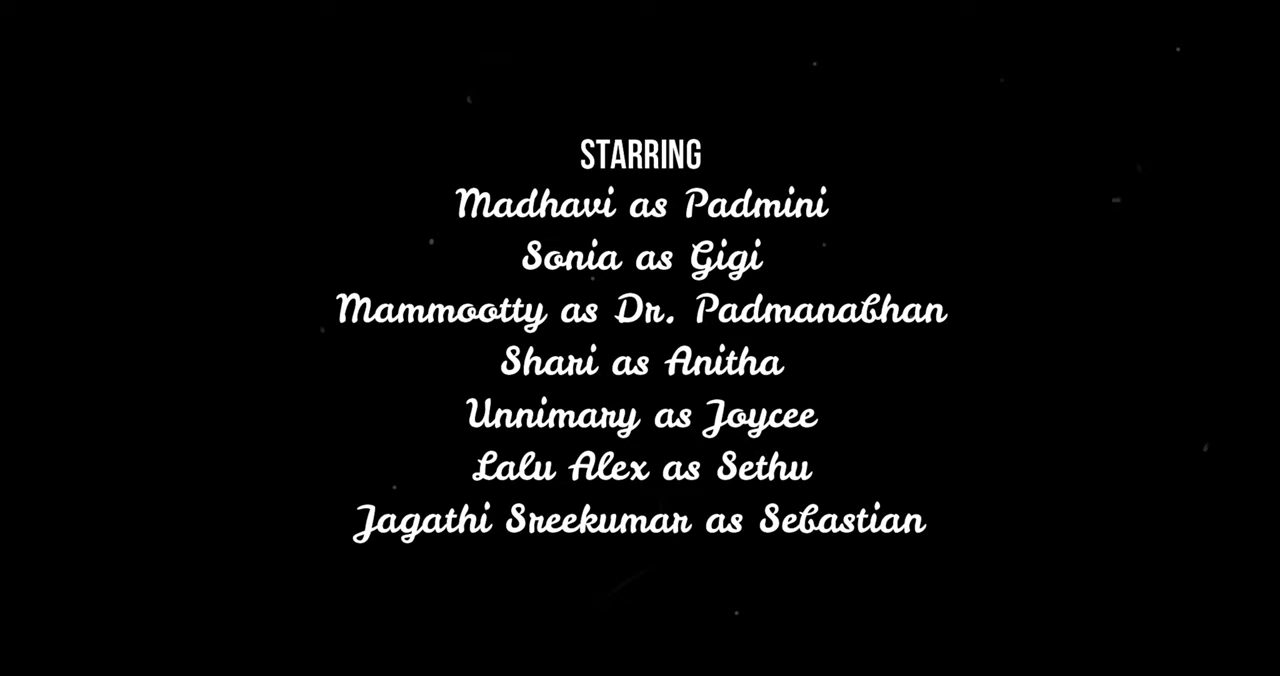 STARRING
Madhavi as Padmini
Sonia as Gigi
Mammootty as Dr. Padmanabhan
Shari as Anitha
Unnimary as Joycee
Lalu Alex as Sethu
Jagathi Sreekumar as Sebastian